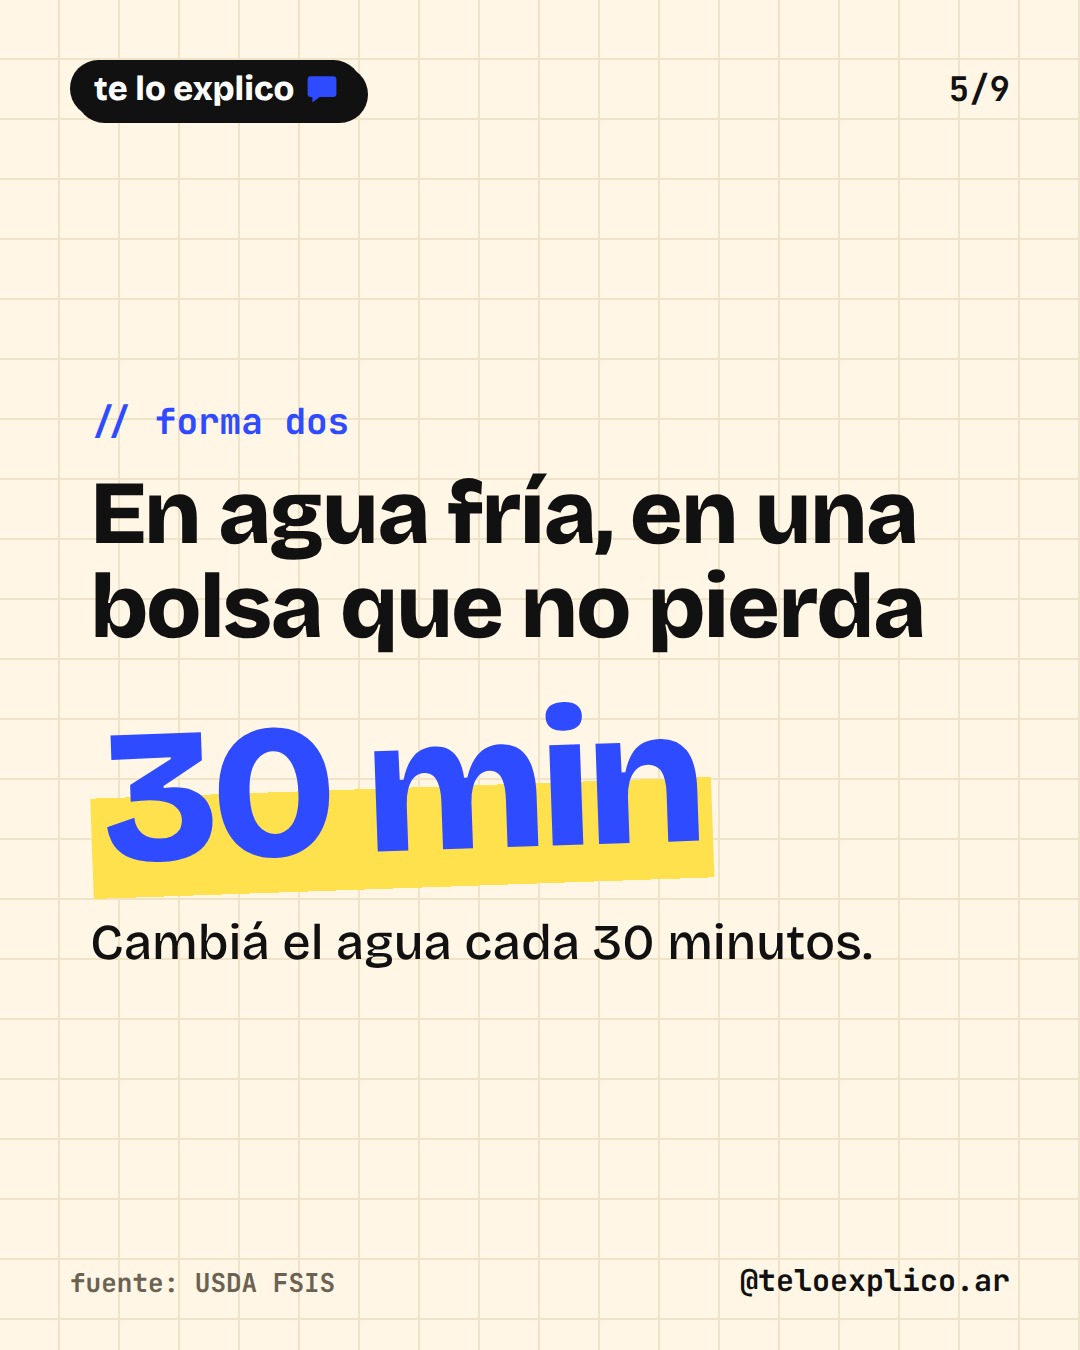 te lo explico
5/9
// forma dos
En agua fría, en una
bolsa que no pierda
30 min
Cambiá el agua cada 30 minutos.
fuente: USDA FSIS
@teloexplico.ar